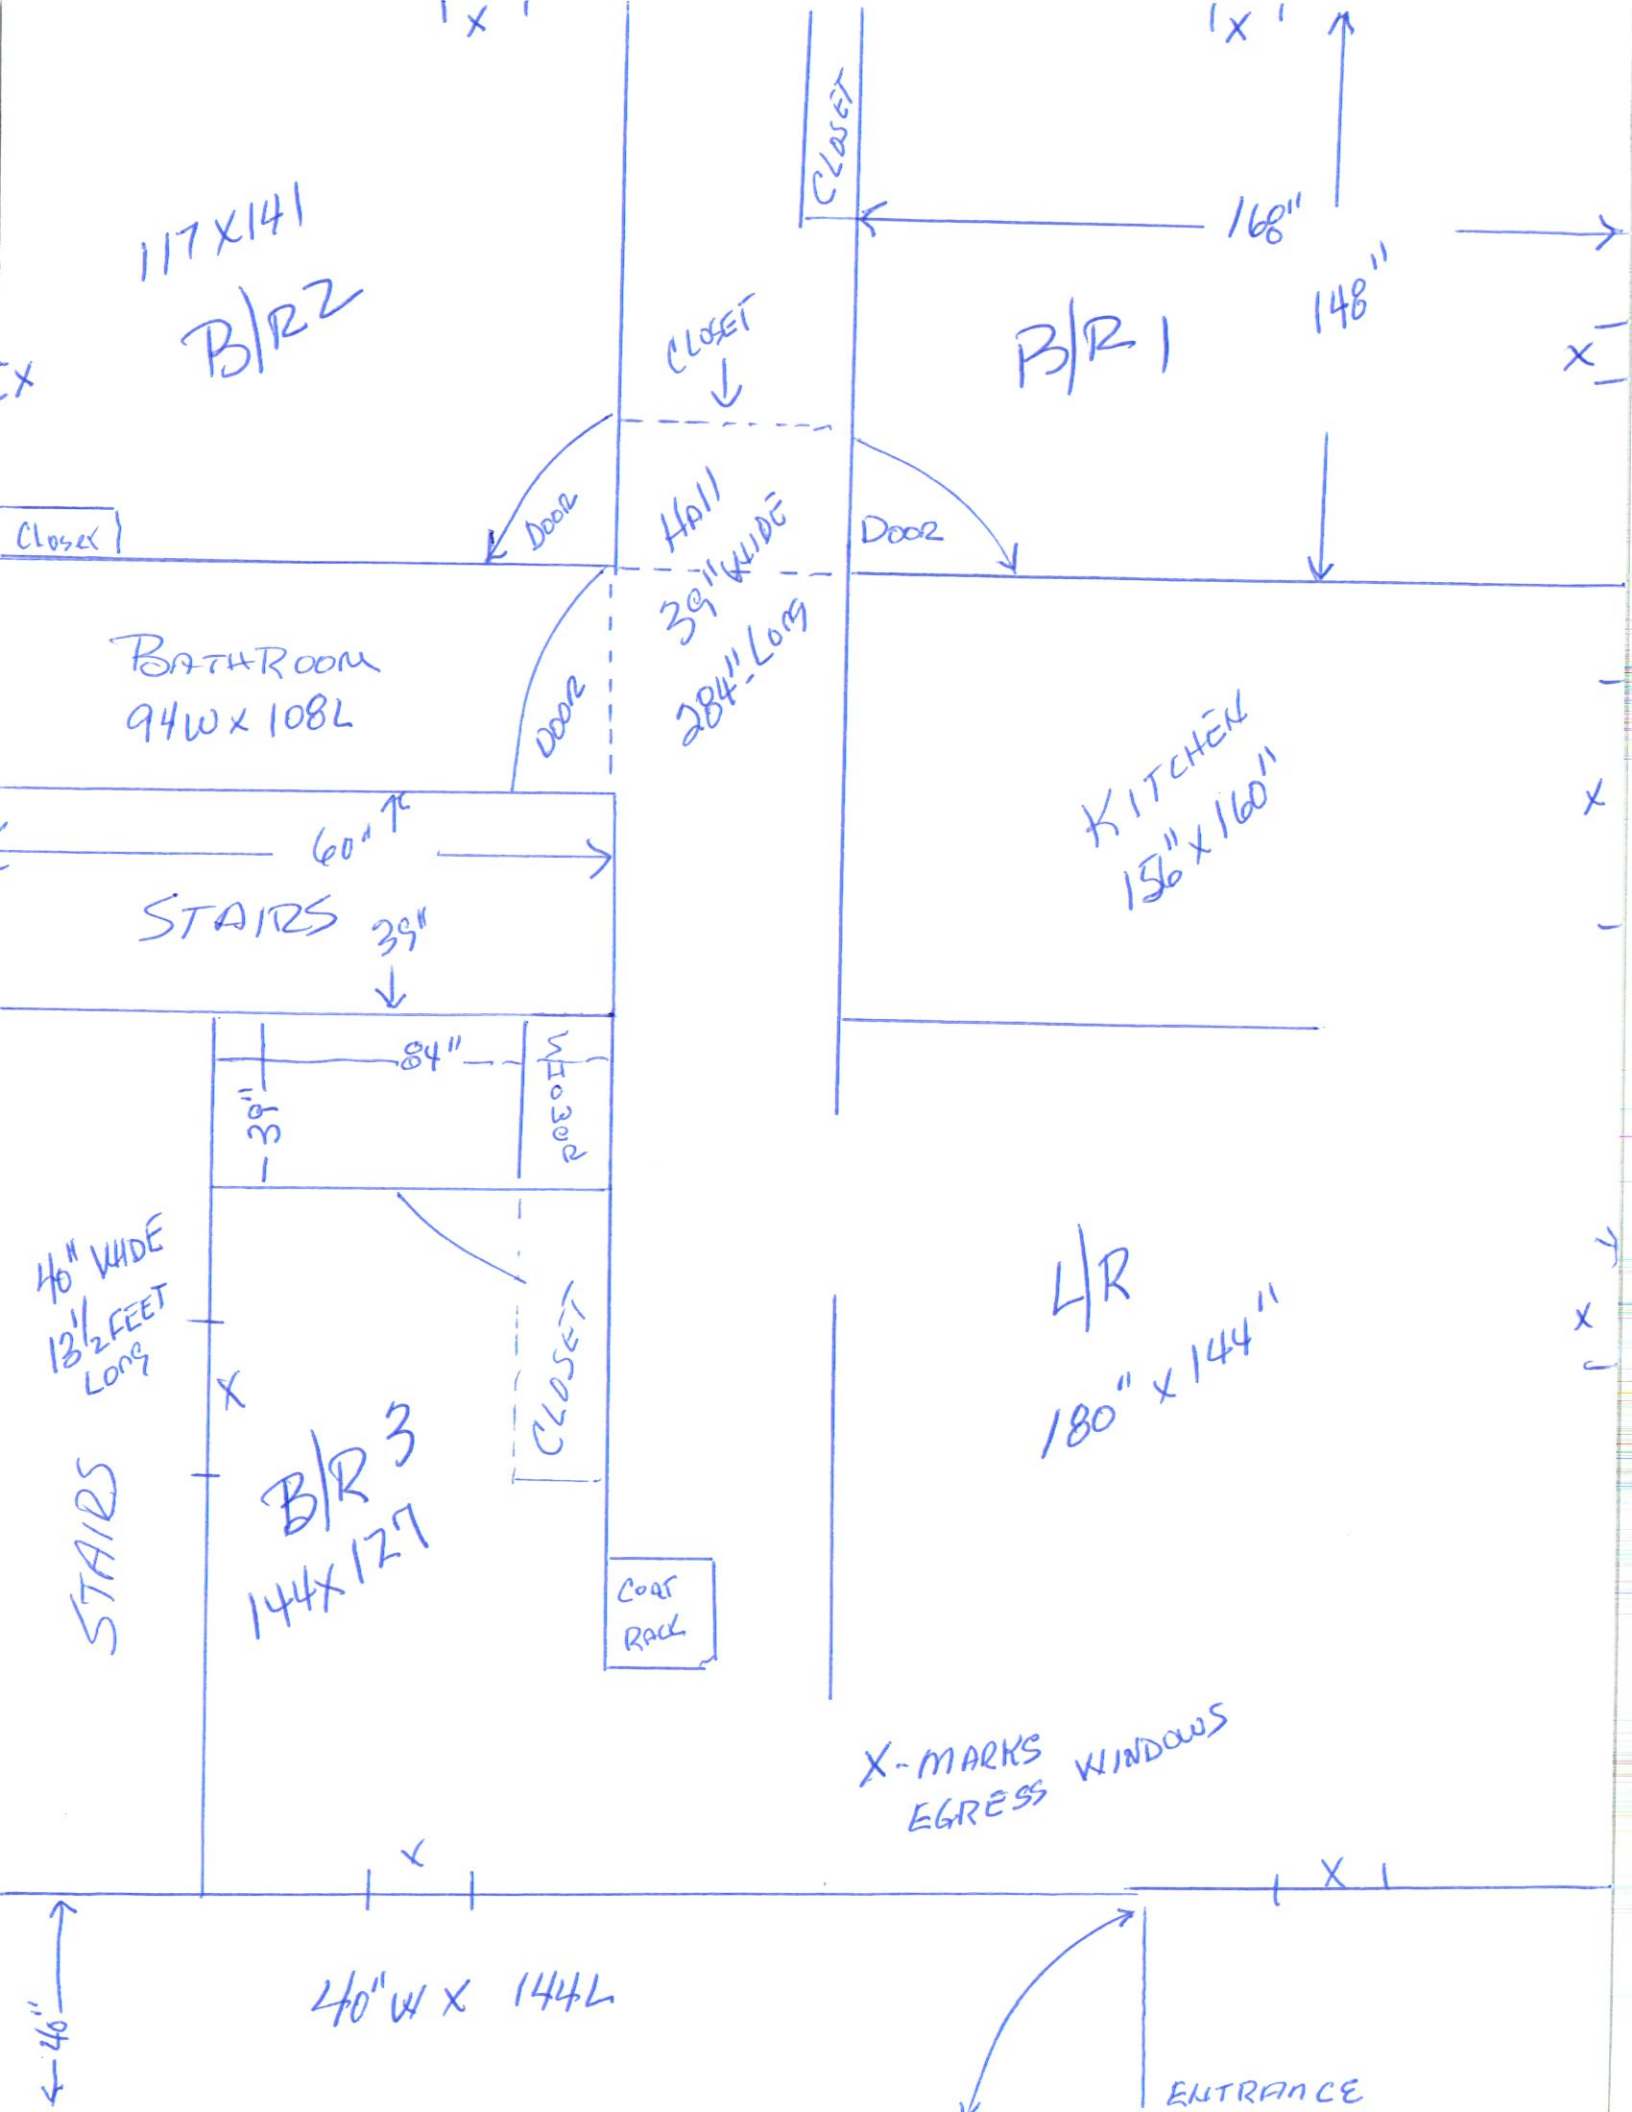 X
X
CLOSET
117 X 141
B/R 2
168"
148"
CLOSET
B/R 1
X
X
Closet
DOOR
Hall
39" WIDE
284"-Long
DOOR
BATHROOM
94W x 108L
DOOR
KITCHEN
156" x 160"
X
60"
STAIRS
39"
84"
39"
SHOWER
40" WIDE
13 1/2 FEET
Long
STAIRS
X
B/R 3
144X127
CLOSET
COAT
RACK
L/R
180" x 144"
X
X-MARKS
EGRESS WINDOWS
X
X
40"
40"W X 144L
ENTRANCE